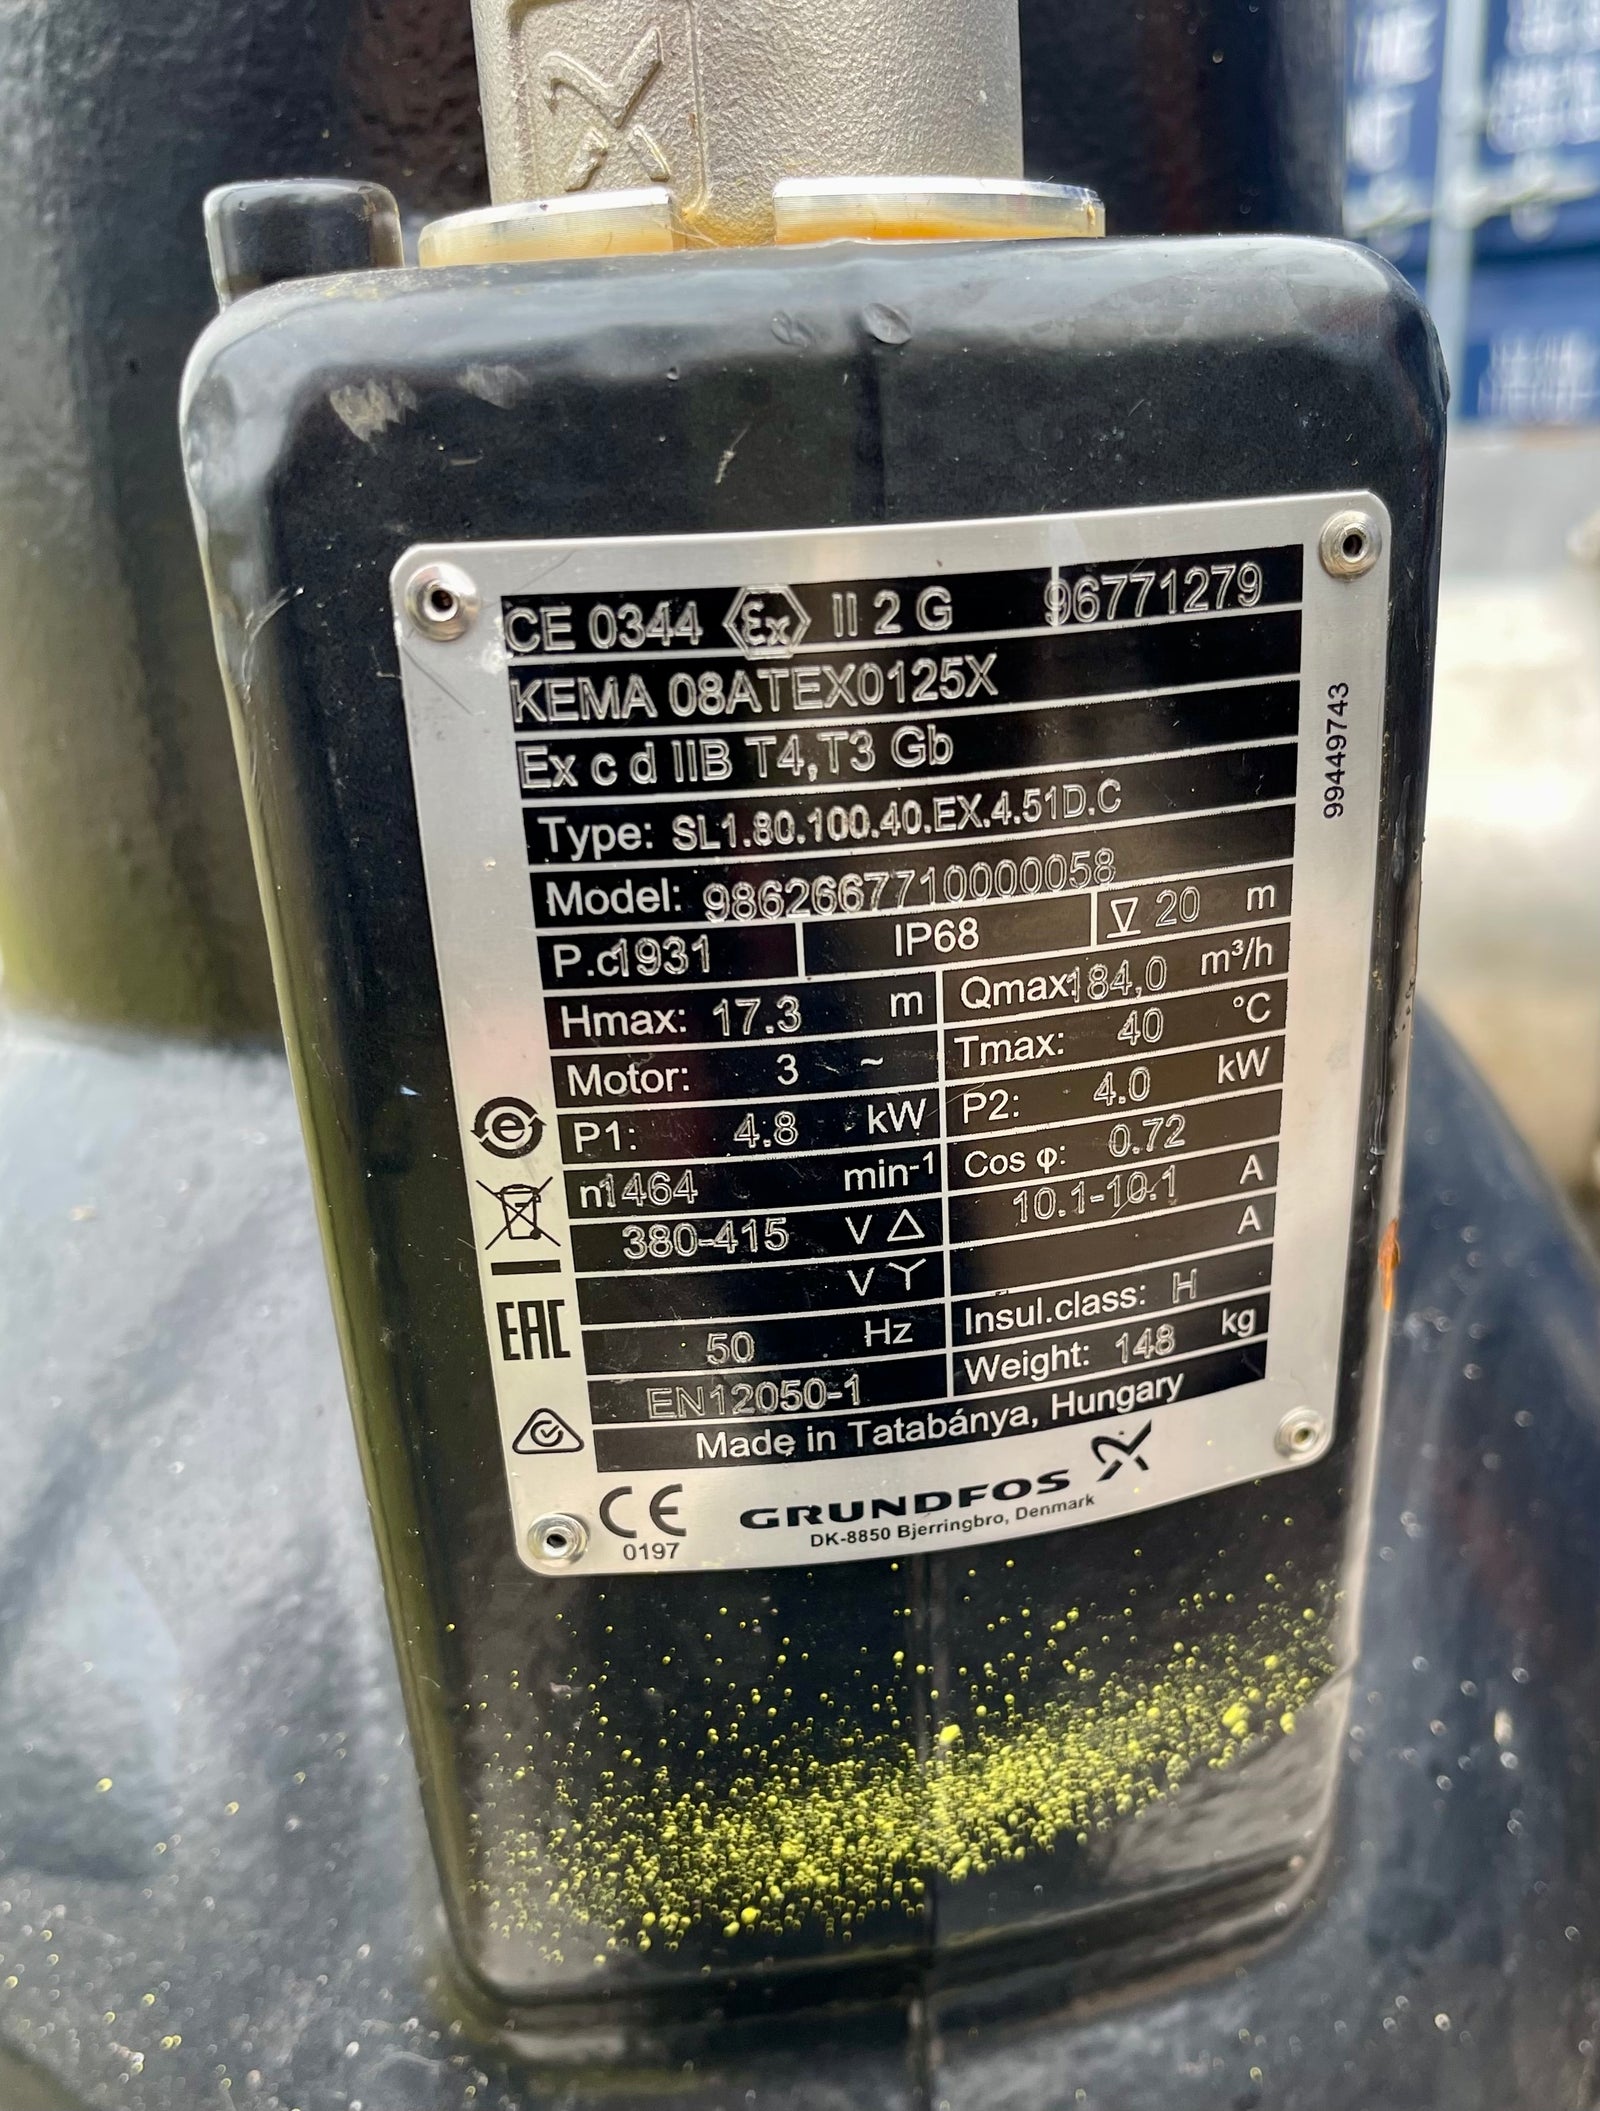 CE 0344 Ex II 2 G 96771279
KEMA 08ATEX0125X
Ex c d IIB T4,T3 Gb
Type: SL1.80.100.40.EX.4.51D.C
Model: 9862667710000058
P.c1931 IP68 20 m
Hmax: 17.3 m Qmax:184,0 m³/h
Motor: 3 ~ Tmax: 40 °C
P1: 4.8 kW P2: 4.0 kW
n1464 min-1 Cos φ: 0.72
380-415 V △ 10.1-10.1 A
V Y A
50 Hz Insul.class: H
EN12050-1 Weight: 148 kg
Made in Tatabánya, Hungary
99449743
e
EAC
CE
0197
GRUNDFOS
DK-8850 Bjerringbro, Denmark